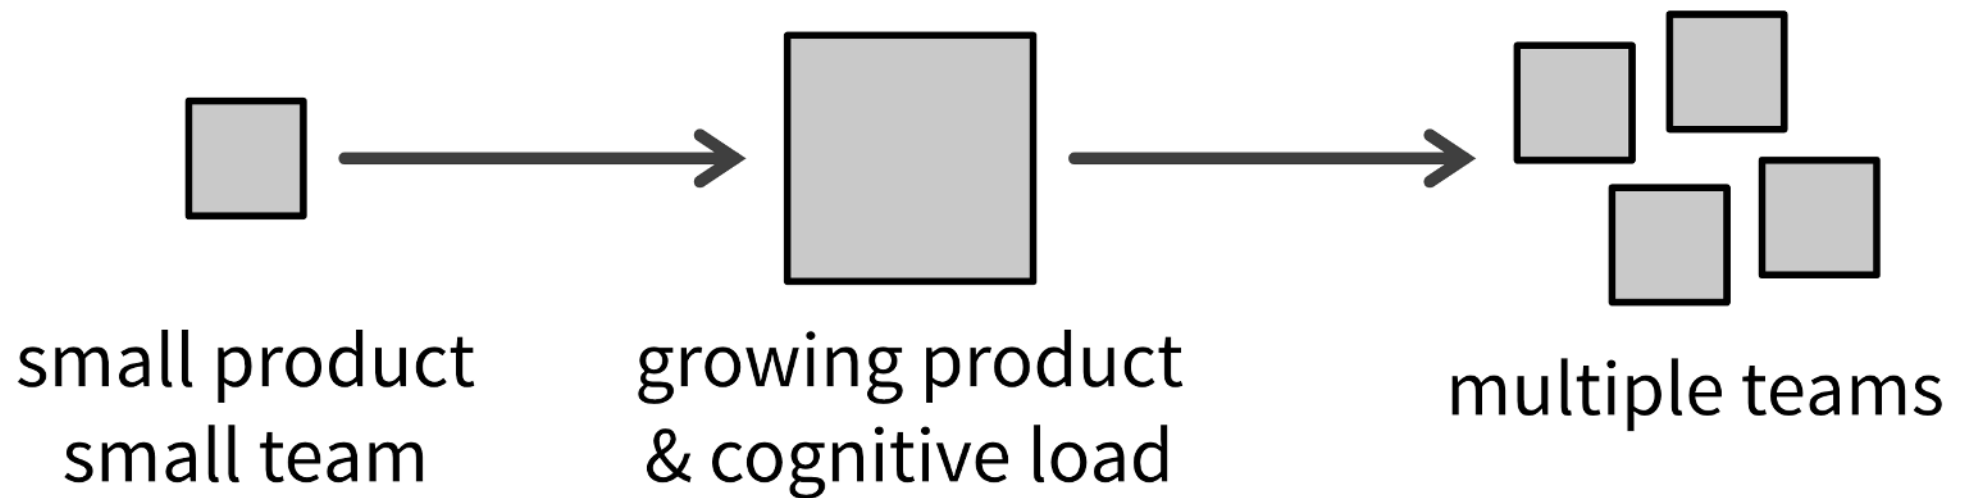 small product
small team
growing product
& cognitive load
multiple teams